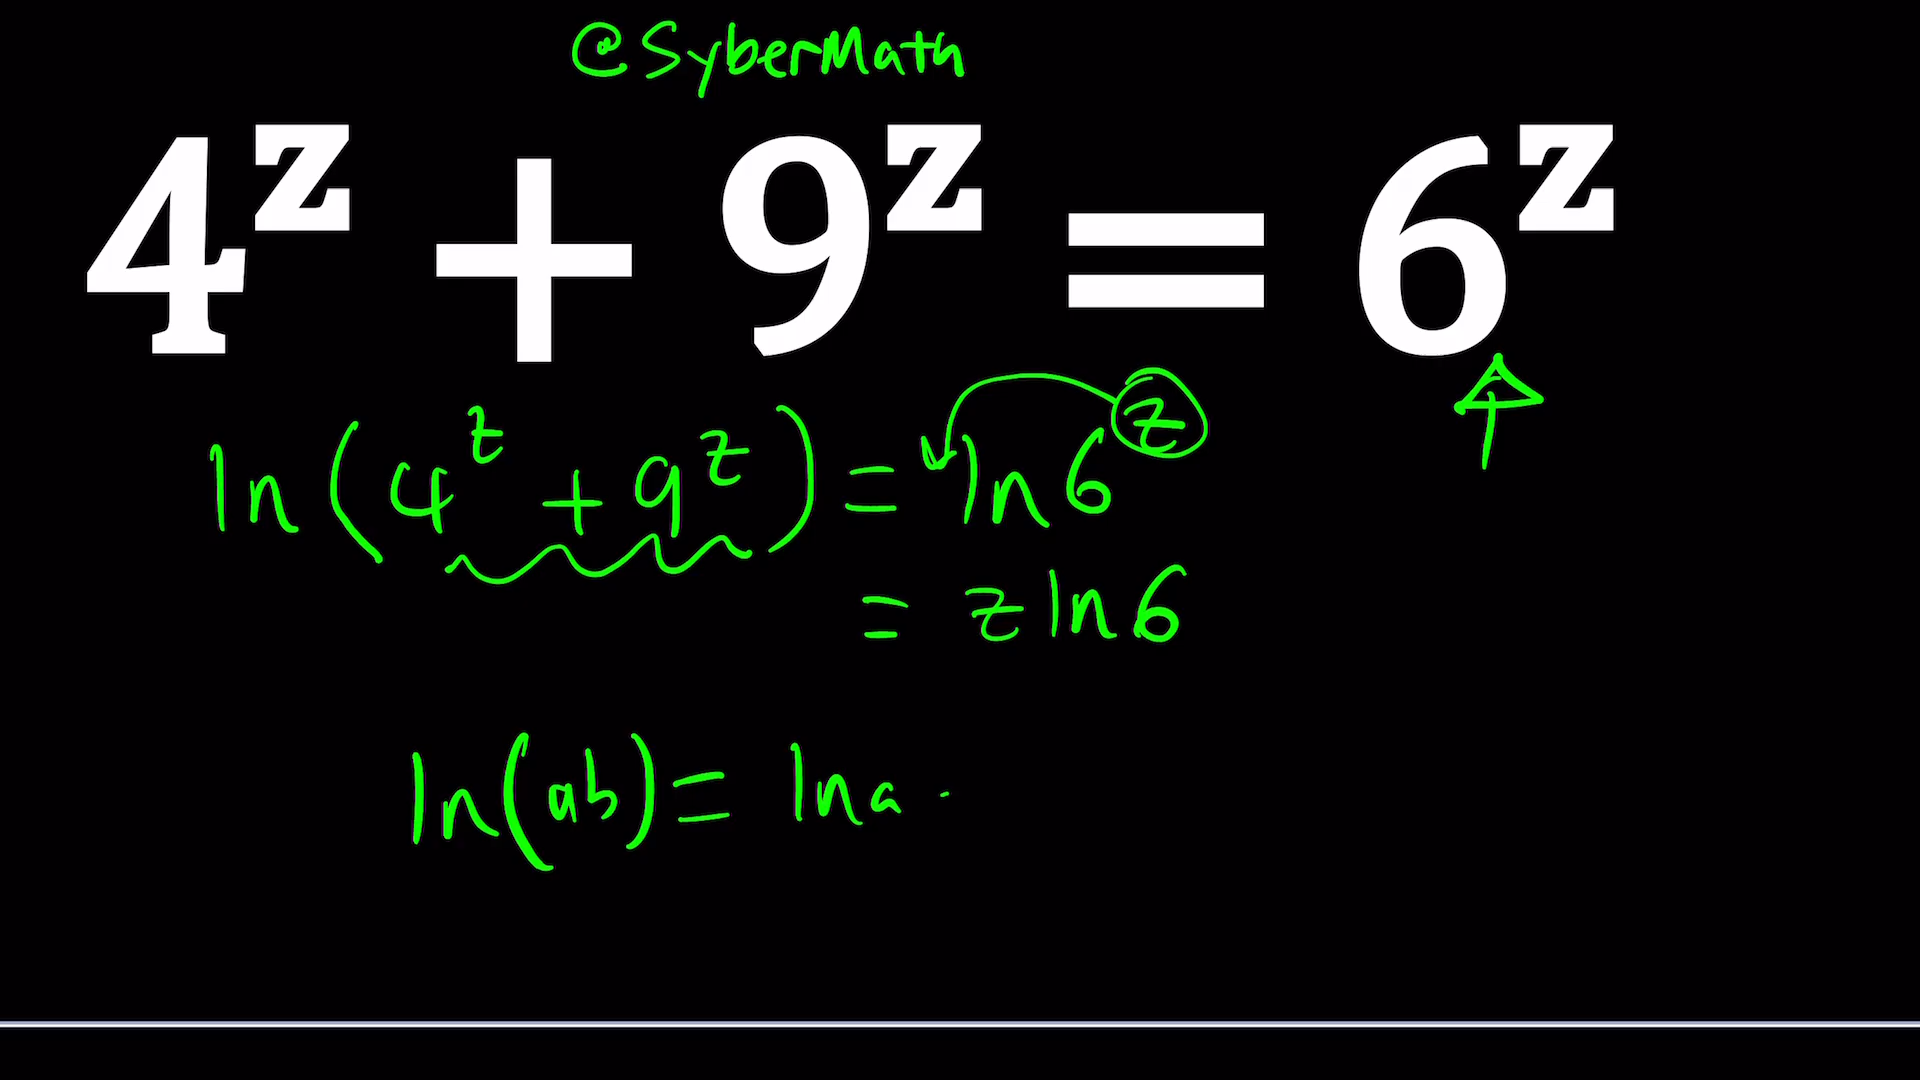 @SyberMath
4^z + 9^z = 6^z
ln(4^z + 9^z) = ln6^z
= z ln6
ln(ab) = lna ·